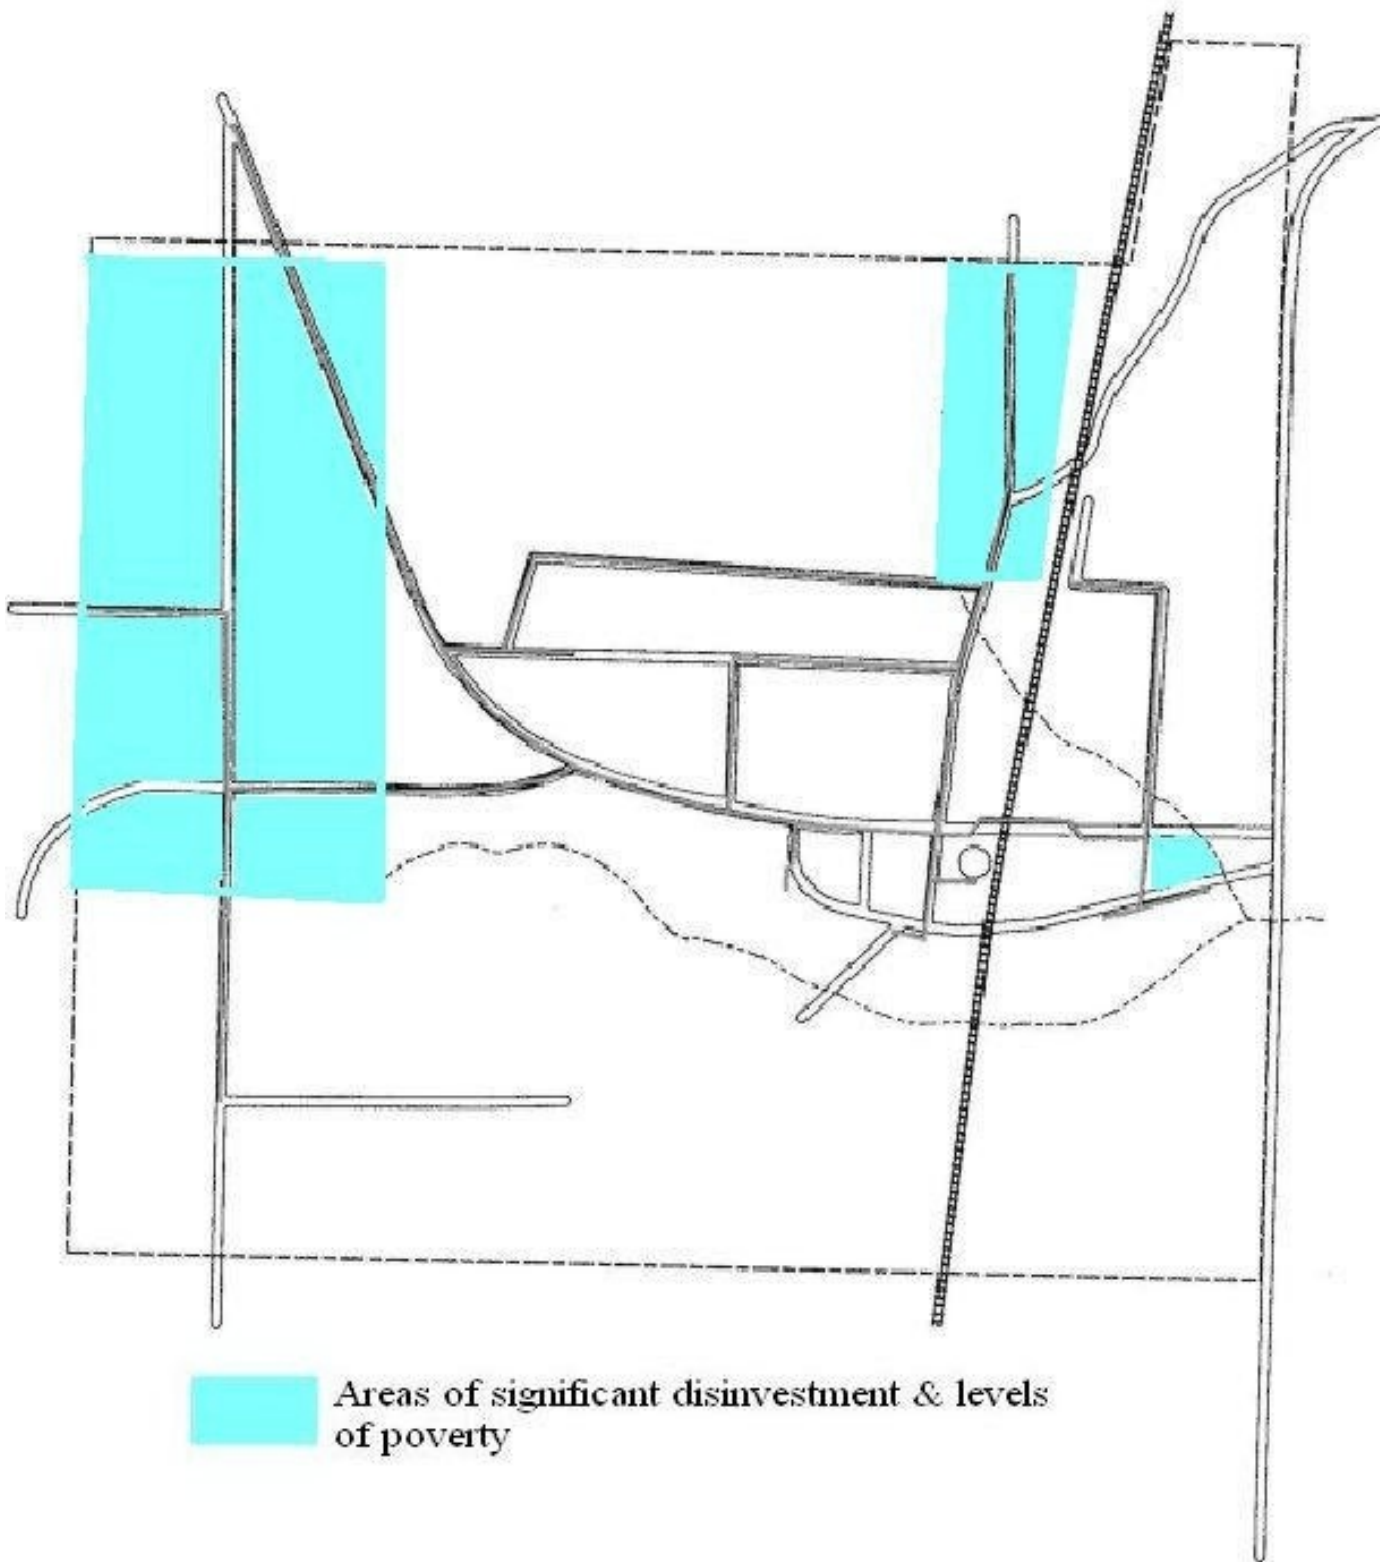 Areas of significant disinvestment & levels
of poverty